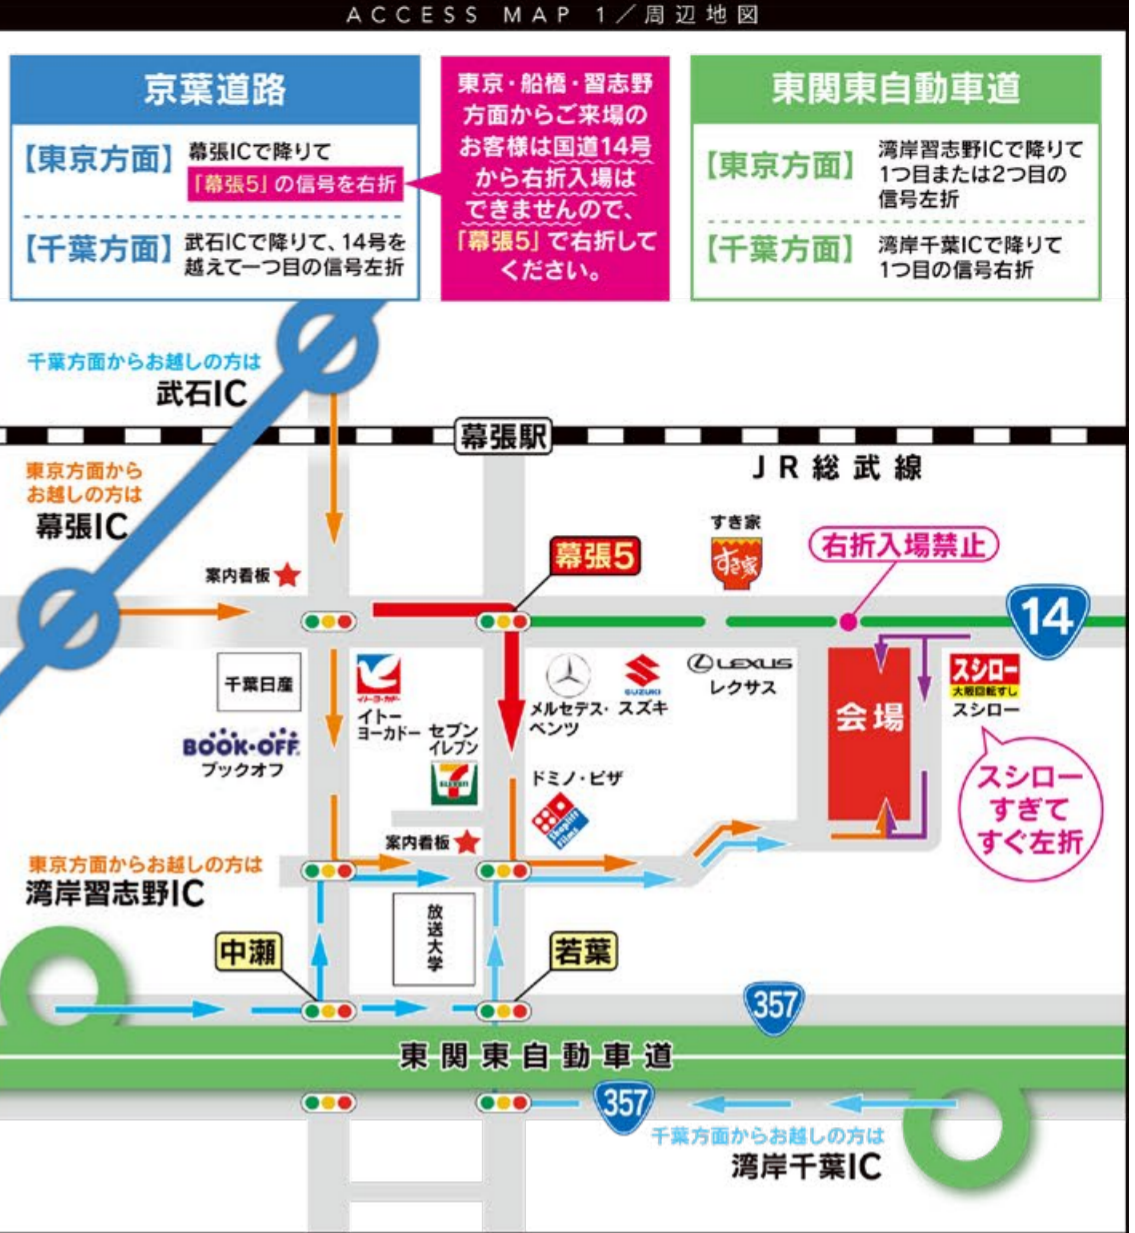 ACCESS MAP 1／周辺地図
京葉道路
【東京方面】
幕張ICで降りて
「幕張5」の信号を右折
【千葉方面】
武石ICで降りて、14号を
越えて一つ目の信号左折
東京・船橋・習志野
方面からご来場の
お客様は国道14号
から右折入場は
できませんので、
「幕張5」で右折して
ください。
東関東自動車道
【東京方面】
湾岸習志野ICで降りて
1つ目または2つ目の
信号左折
【千葉方面】
湾岸千葉ICで降りて
1つ目の信号右折
千葉方面からお越しの方は
武石IC
幕張駅
JR総武線
東京方面から
お越しの方は
幕張IC
すき家
すき家
右折入場禁止
幕張5
案内看板
14
千葉日産
BOOK・OFF
ブックオフ
イトーヨーカドー
イトー
ヨーカドー
セブン
イレブン
ELEVEN
メルセデス・
ベンツ
SUZUKI
スズキ
LEXUS
レクサス
会場
スシロー
大阪回転すし
スシロー
スシロー
すぎて
すぐ左折
ドミノ・ピザ
案内看板
東京方面からお越しの方は
湾岸習志野IC
放送大学
中瀬
若葉
357
東関東自動車道
357
千葉方面からお越しの方は
湾岸千葉IC